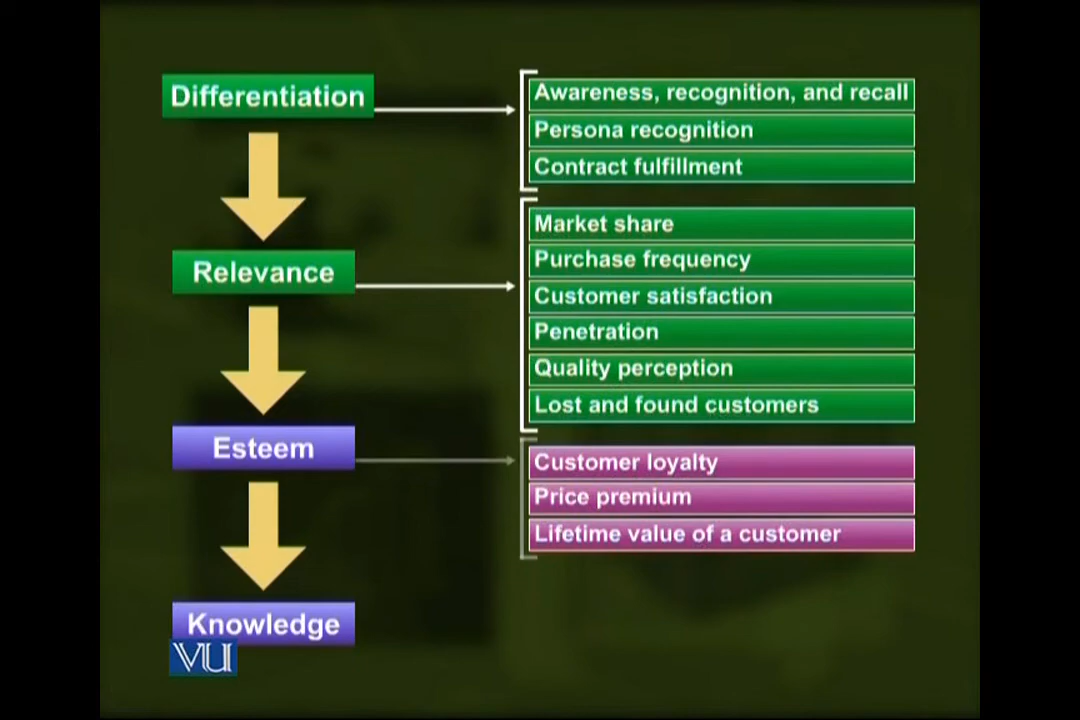 Differentiation
Awareness, recognition, and recall
Persona recognition
Contract fulfillment
Relevance
Market share
Purchase frequency
Customer satisfaction
Penetration
Quality perception
Lost and found customers
Esteem
Customer loyalty
Price premium
Lifetime value of a customer
Knowledge
VU